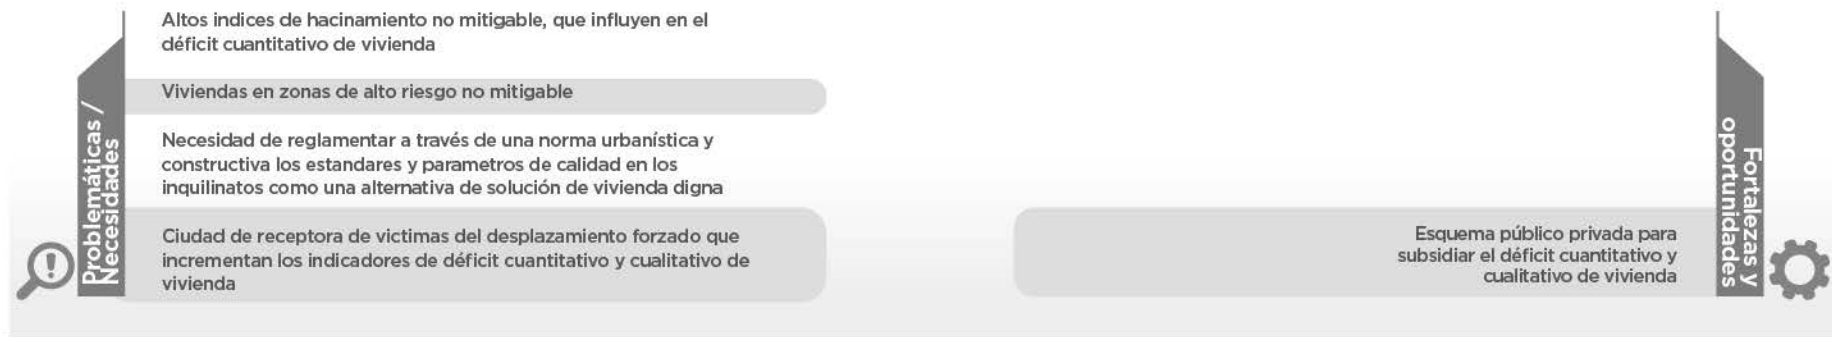 Problemáticas /
Necesidades
Altos indices de hacinamiento no mitigable, que influyen en el
déficit cuantitativo de vivienda
Viviendas en zonas de alto riesgo no mitigable
Necesidad de reglamentar a través de una norma urbanística y
constructiva los estandares y parametros de calidad en los
inquilinatos como una alternativa de solución de vivienda digna
Ciudad de receptora de victimas del desplazamiento forzado que
incrementan los indicadores de déficit cuantitativo y cualitativo de
vivienda
Esquema público privada para
subsidiar el déficit cuantitativo y
cualitativo de vivienda
Fortalezas y
oportunidades